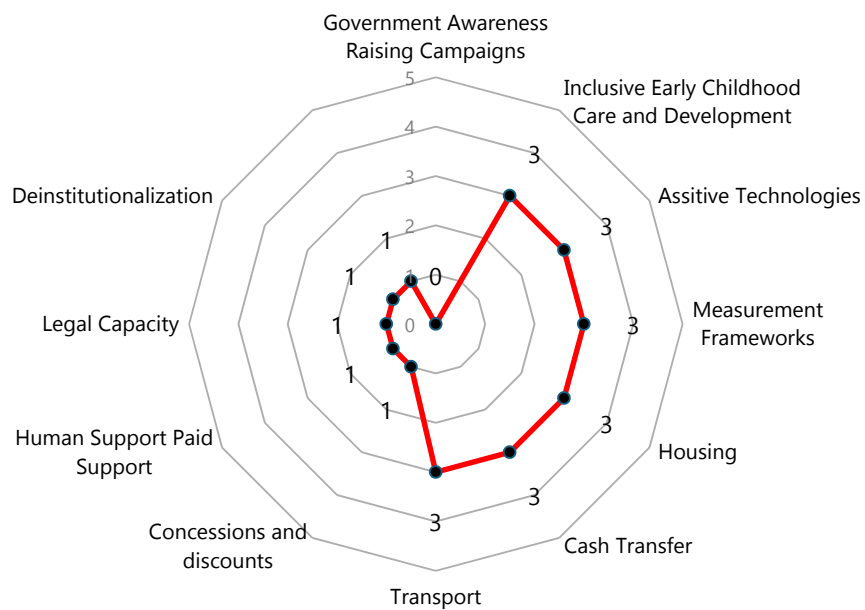 Government Awareness
Raising Campaigns
5
Inclusive Early Childhood
Care and Development
4
3
3
Deinstitutionalization
Assitive Technologies
3
2
1
1
1
0
Legal Capacity
1
0
3
Measurement
Frameworks
1
3
1
Human Support Paid
Support
Housing
3
3
Concessions and
discounts
Cash Transfer
Transport